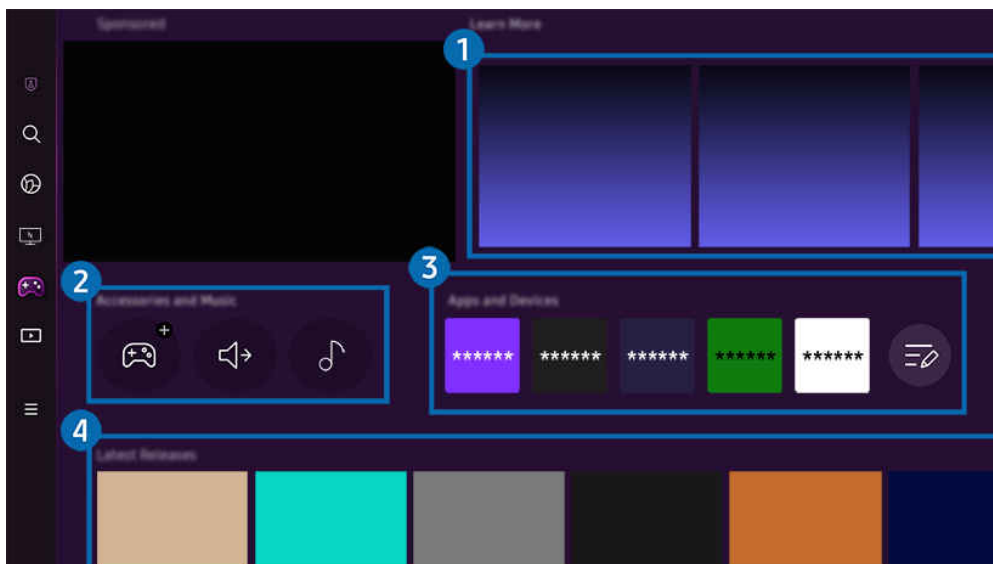 Sponsored
Learn More
1
2
3
Accessories and Music
Apps and Devices
******
******
******
******
******
4
Latest Releases